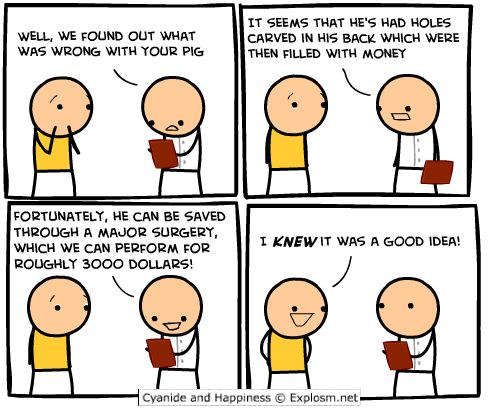 WELL, WE FOUND OUT WHAT
WAS WRONG WITH YOUR PIG
IT SEEMS THAT HE'S HAD HOLES
CARVED IN HIS BACK WHICH WERE
THEN FILLED WITH MONEY
FORTUNATELY, HE CAN BE SAVED
THROUGH A MAJOR SURGERY,
WHICH WE CAN PERFORM FOR
ROUGHLY 3000 DOLLARS!
I KNEW IT WAS A GOOD IDEA!
Cyanide and Happiness © Explosm.net